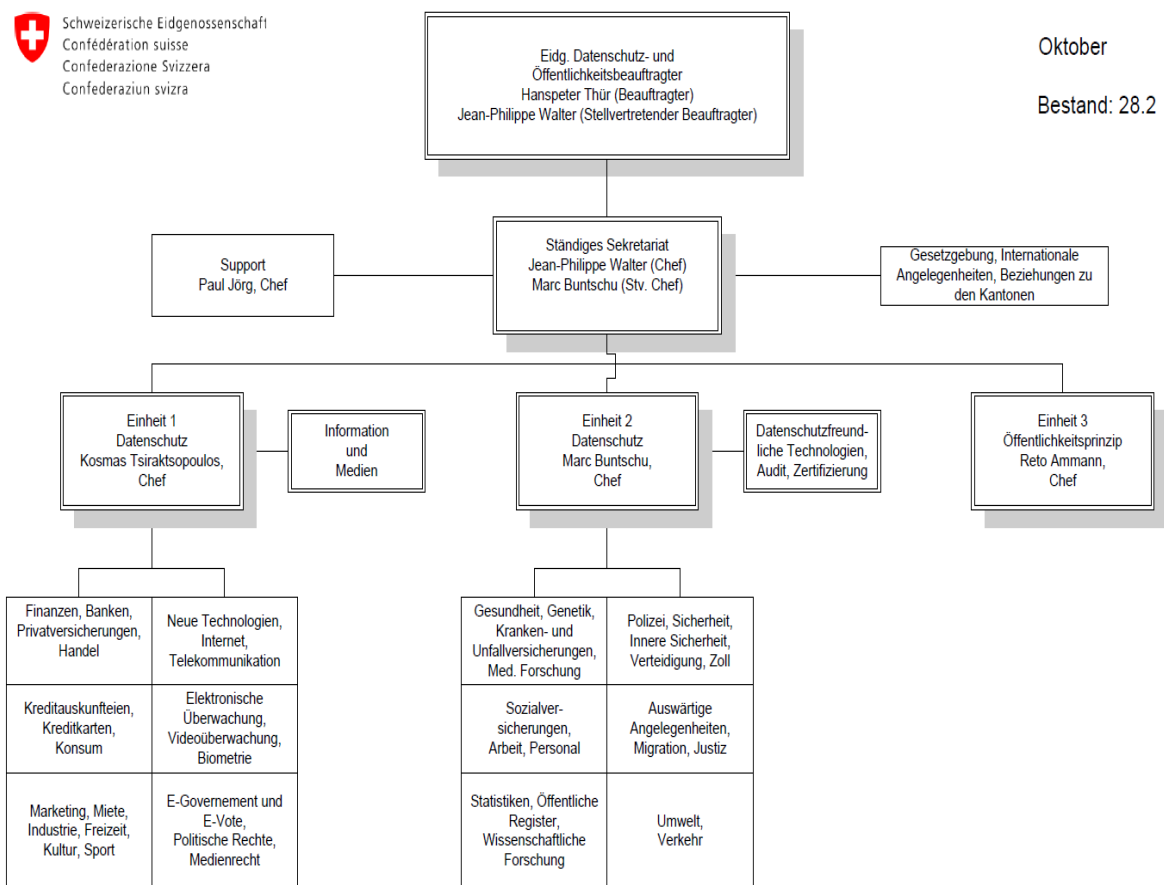 Schweizerische Eidgenossenschaft
Confédération suisse
Confederazione Svizzera
Confederaziun svizra
Eidg. Datenschutz- und
Öffentlichkeitsbeauftragter
Hanspeter Thür (Beauftragter)
Jean-Philippe Walter (Stellvertretender Beauftragter)
Oktober
Bestand: 28.2
Support
Paul Jörg, Chef
Ständiges Sekretariat
Jean-Philippe Walter (Chef)
Marc Buntschu (Stv. Chef)
Gesetzgebung, Internationale
Angelegenheiten, Beziehungen zu
den Kantonen
Einheit 1
Datenschutz
Kosmas Tsiraktsopoulos,
Chef
Information
und
Medien
Einheit 2
Datenschutz
Marc Buntschu,
Chef
Datenschutzfreund-
liche Technologien,
Audit, Zertifizierung
Einheit 3
Öffentlichkeitsprinzip
Reto Ammann,
Chef
Finanzen, Banken,
Privatversicherungen,
Handel
Neue Technologien,
Internet,
Telekommunikation
Kreditauskunfteien,
Kreditkarten,
Konsum
Elektronische
Überwachung,
Videoüberwachung,
Biometrie
Marketing, Miete,
Industrie, Freizeit,
Kultur, Sport
E-Governement und
E-Vote,
Politische Rechte,
Medienrecht
Gesundheit, Genetik,
Kranken- und
Unfallversicherungen,
Med. Forschung
Polizei, Sicherheit,
Innere Sicherheit,
Verteidigung, Zoll
Sozialver-
sicherungen,
Arbeit, Personal
Auswärtige
Angelegenheiten,
Migration, Justiz
Statistiken, Öffentliche
Register,
Wissenschaftliche
Forschung
Umwelt,
Verkehr